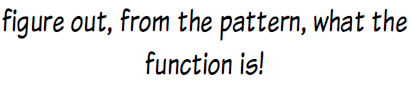 figure out, from the pattern, what the
function is!